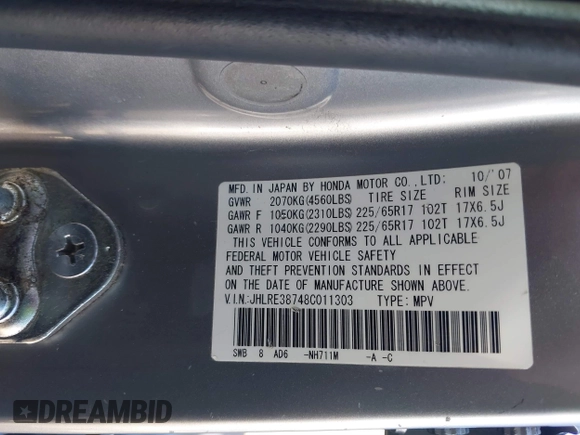 MFD. IN JAPAN BY HONDA MOTOR CO., LTD: 10/'07
GVWR 2070KG(4560LBS) TIRE SIZE RIM SIZE
GAWR F 1050KG(2310LBS) 225/65R17 102T 17X6.5J
GAWR R 1040KG(2290LBS) 225/65R17 102T 17X6.5J
THIS VEHICLE CONFORMS TO ALL APPLICABLE
FEDERAL MOTOR VEHICLE SAFETY
AND THEFT PREVENTION STANDARDS IN EFFECT
ON THE DATE OF MANUFACTURE SHOWN ABOVE.
V.I.N.:JHLRE38748C011303 TYPE: MPV
SWB 8 AD6 -NH711M -A -C
DREAMBID